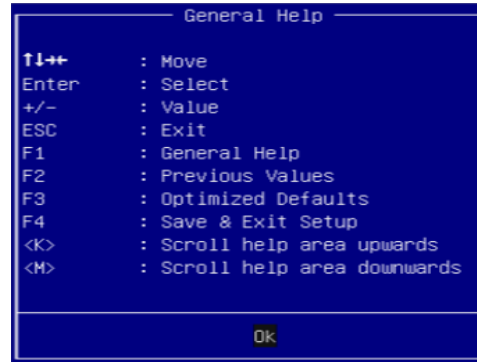 General Help
↑↓→← : Move
Enter : Select
+/- : Value
ESC : Exit
F1 : General Help
F2 : Previous Values
F3 : Optimized Defaults
F4 : Save & Exit Setup
<K> : Scroll help area upwards
<M> : Scroll help area downwards
Ok